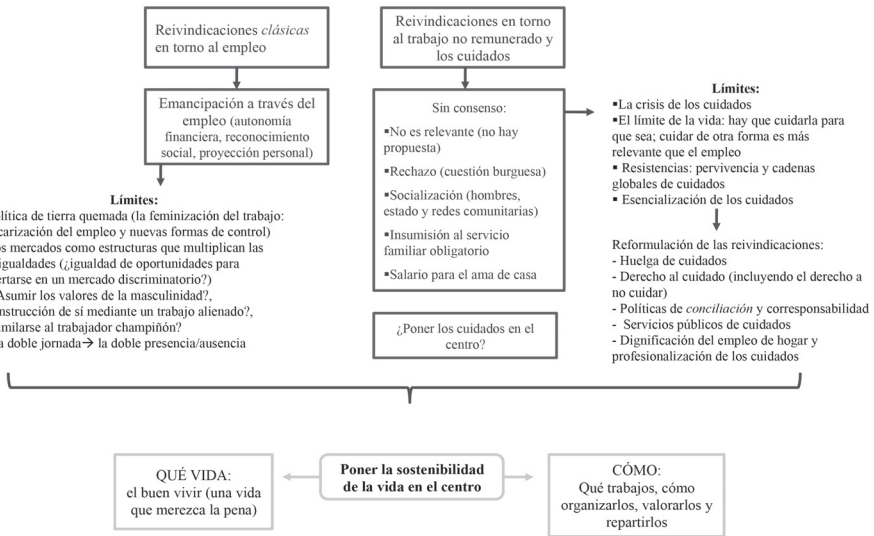 Reivindicaciones clásicas
en torno al empleo
Emancipación a través del
empleo (autonomía
financiera, reconocimiento
social, proyección personal)
Límites:
lítica de tierra quemada (la feminización del trabajo:
carización del empleo y nuevas formas de control)
os mercados como estructuras que multiplican las
igualdades (¿igualdad de oportunidades para
ertarse en un mercado discriminatorio?)
Asumir los valores de la masculinidad?,
nstrucción de sí mediante un trabajo alienado?,
milarse al trabajador champiñón?
a doble jornada→ la doble presencia/ausencia
Reivindicaciones en torno
al trabajo no remunerado y
los cuidados
Sin consenso:
▪No es relevante (no hay
propuesta)
▪Rechazo (cuestión burguesa)
▪Socialización (hombres,
estado y redes comunitarias)
▪Insumisión al servicio
familiar obligatorio
▪Salario para el ama de casa
¿Poner los cuidados en el
centro?
Límites:
▪La crisis de los cuidados
▪El límite de la vida: hay que cuidarla para
que sea; cuidar de otra forma es más
relevante que el empleo
▪ Resistencias: pervivencia y cadenas
globales de cuidados
▪ Esencialización de los cuidados
Reformulación de las reivindicaciones:
- Huelga de cuidados
- Derecho al cuidado (incluyendo el derecho a
no cuidar)
- Políticas de conciliación y corresponsabilidad
- Servicios públicos de cuidados
- Dignificación del empleo de hogar y
profesionalización de los cuidados
QUÉ VIDA:
el buen vivir (una vida
que merezca la pena)
Poner la sostenibilidad
de la vida en el centro
CÓMO:
Qué trabajos, cómo
organizarlos, valorarlos y
repartirlos